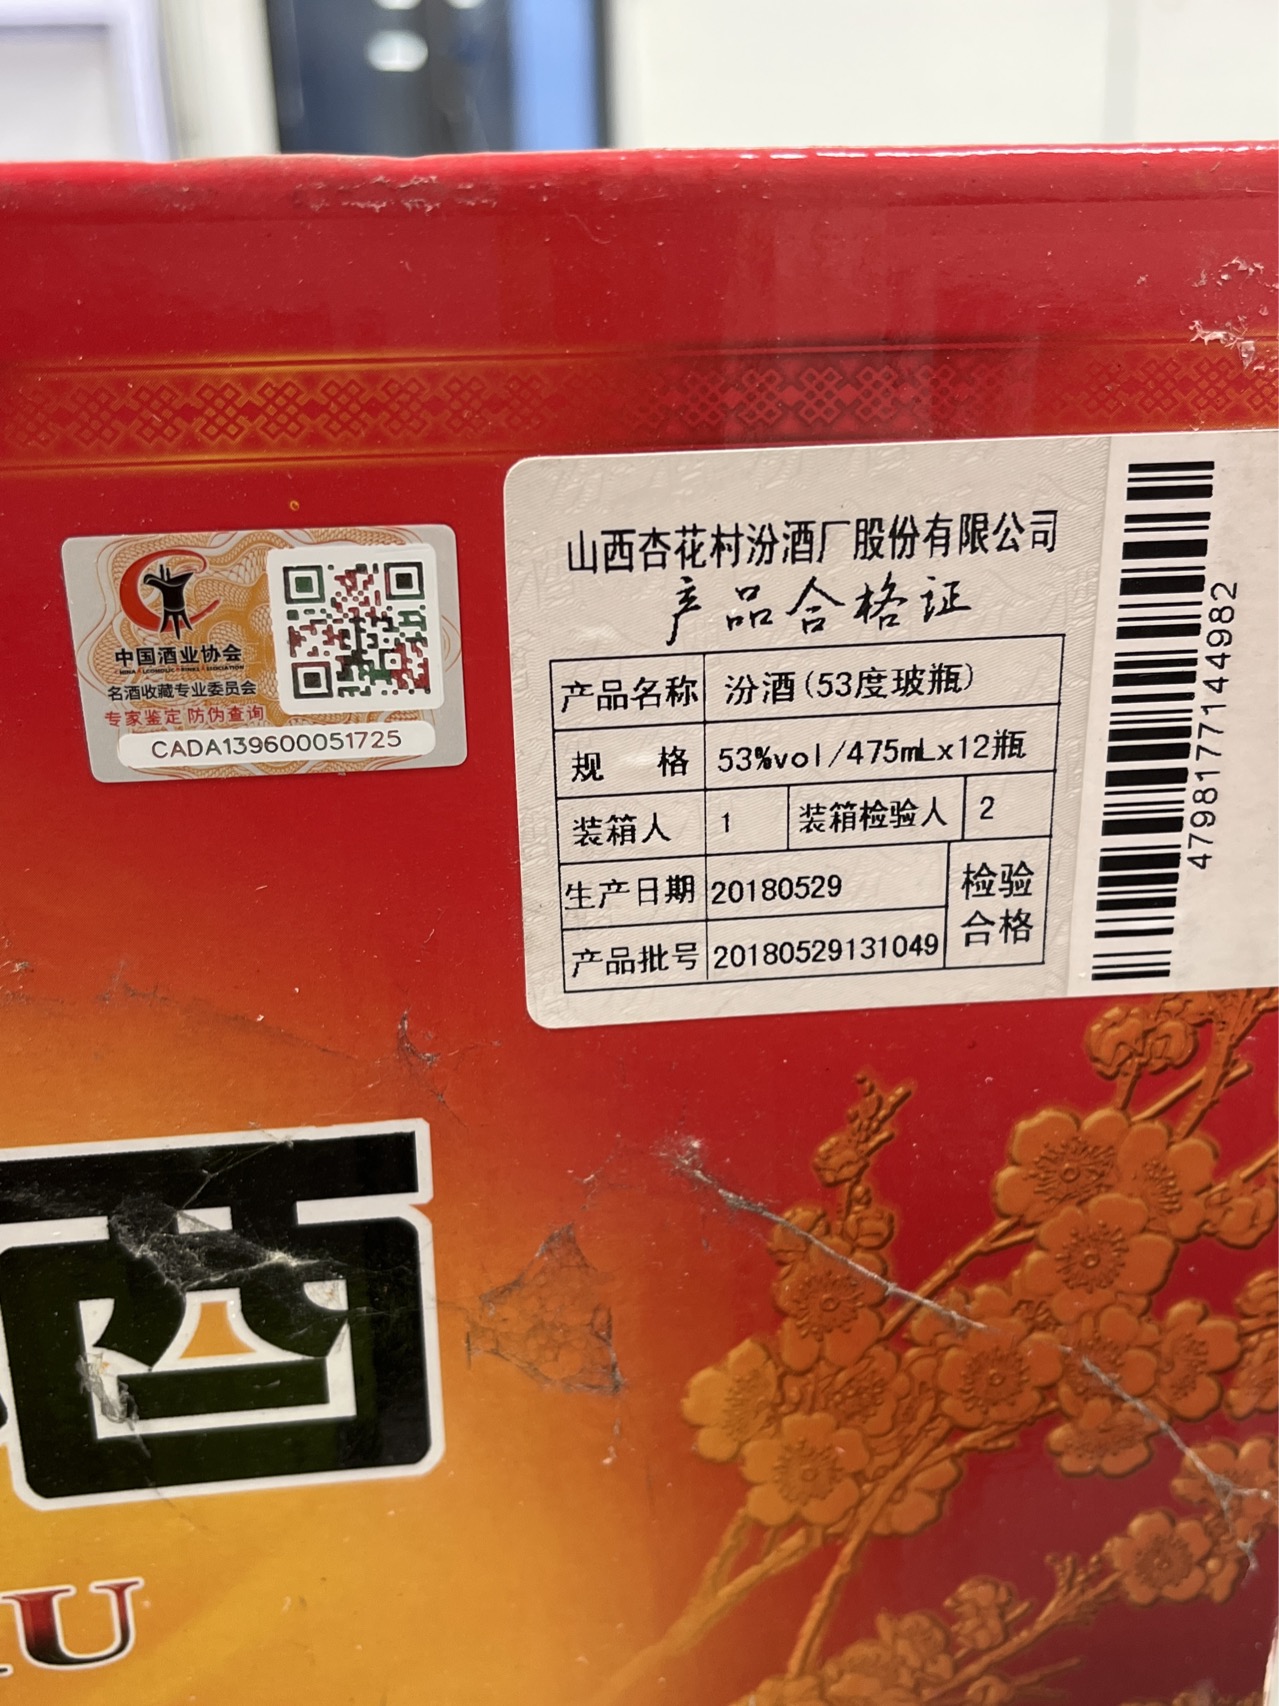 中国酒业协会
名酒收藏专业委员会
专家鉴定 防伪查询
CADA139600051725
山西杏花村汾酒厂股份有限公司
产品合格证
产品名称 汾酒(53度玻瓶)
规 格 53%vol/475mLx12瓶
装箱人 1 装箱检验人 2
生产日期 20180529
检验合格
产品批号 20180529131049
4798177144982
酒
IU